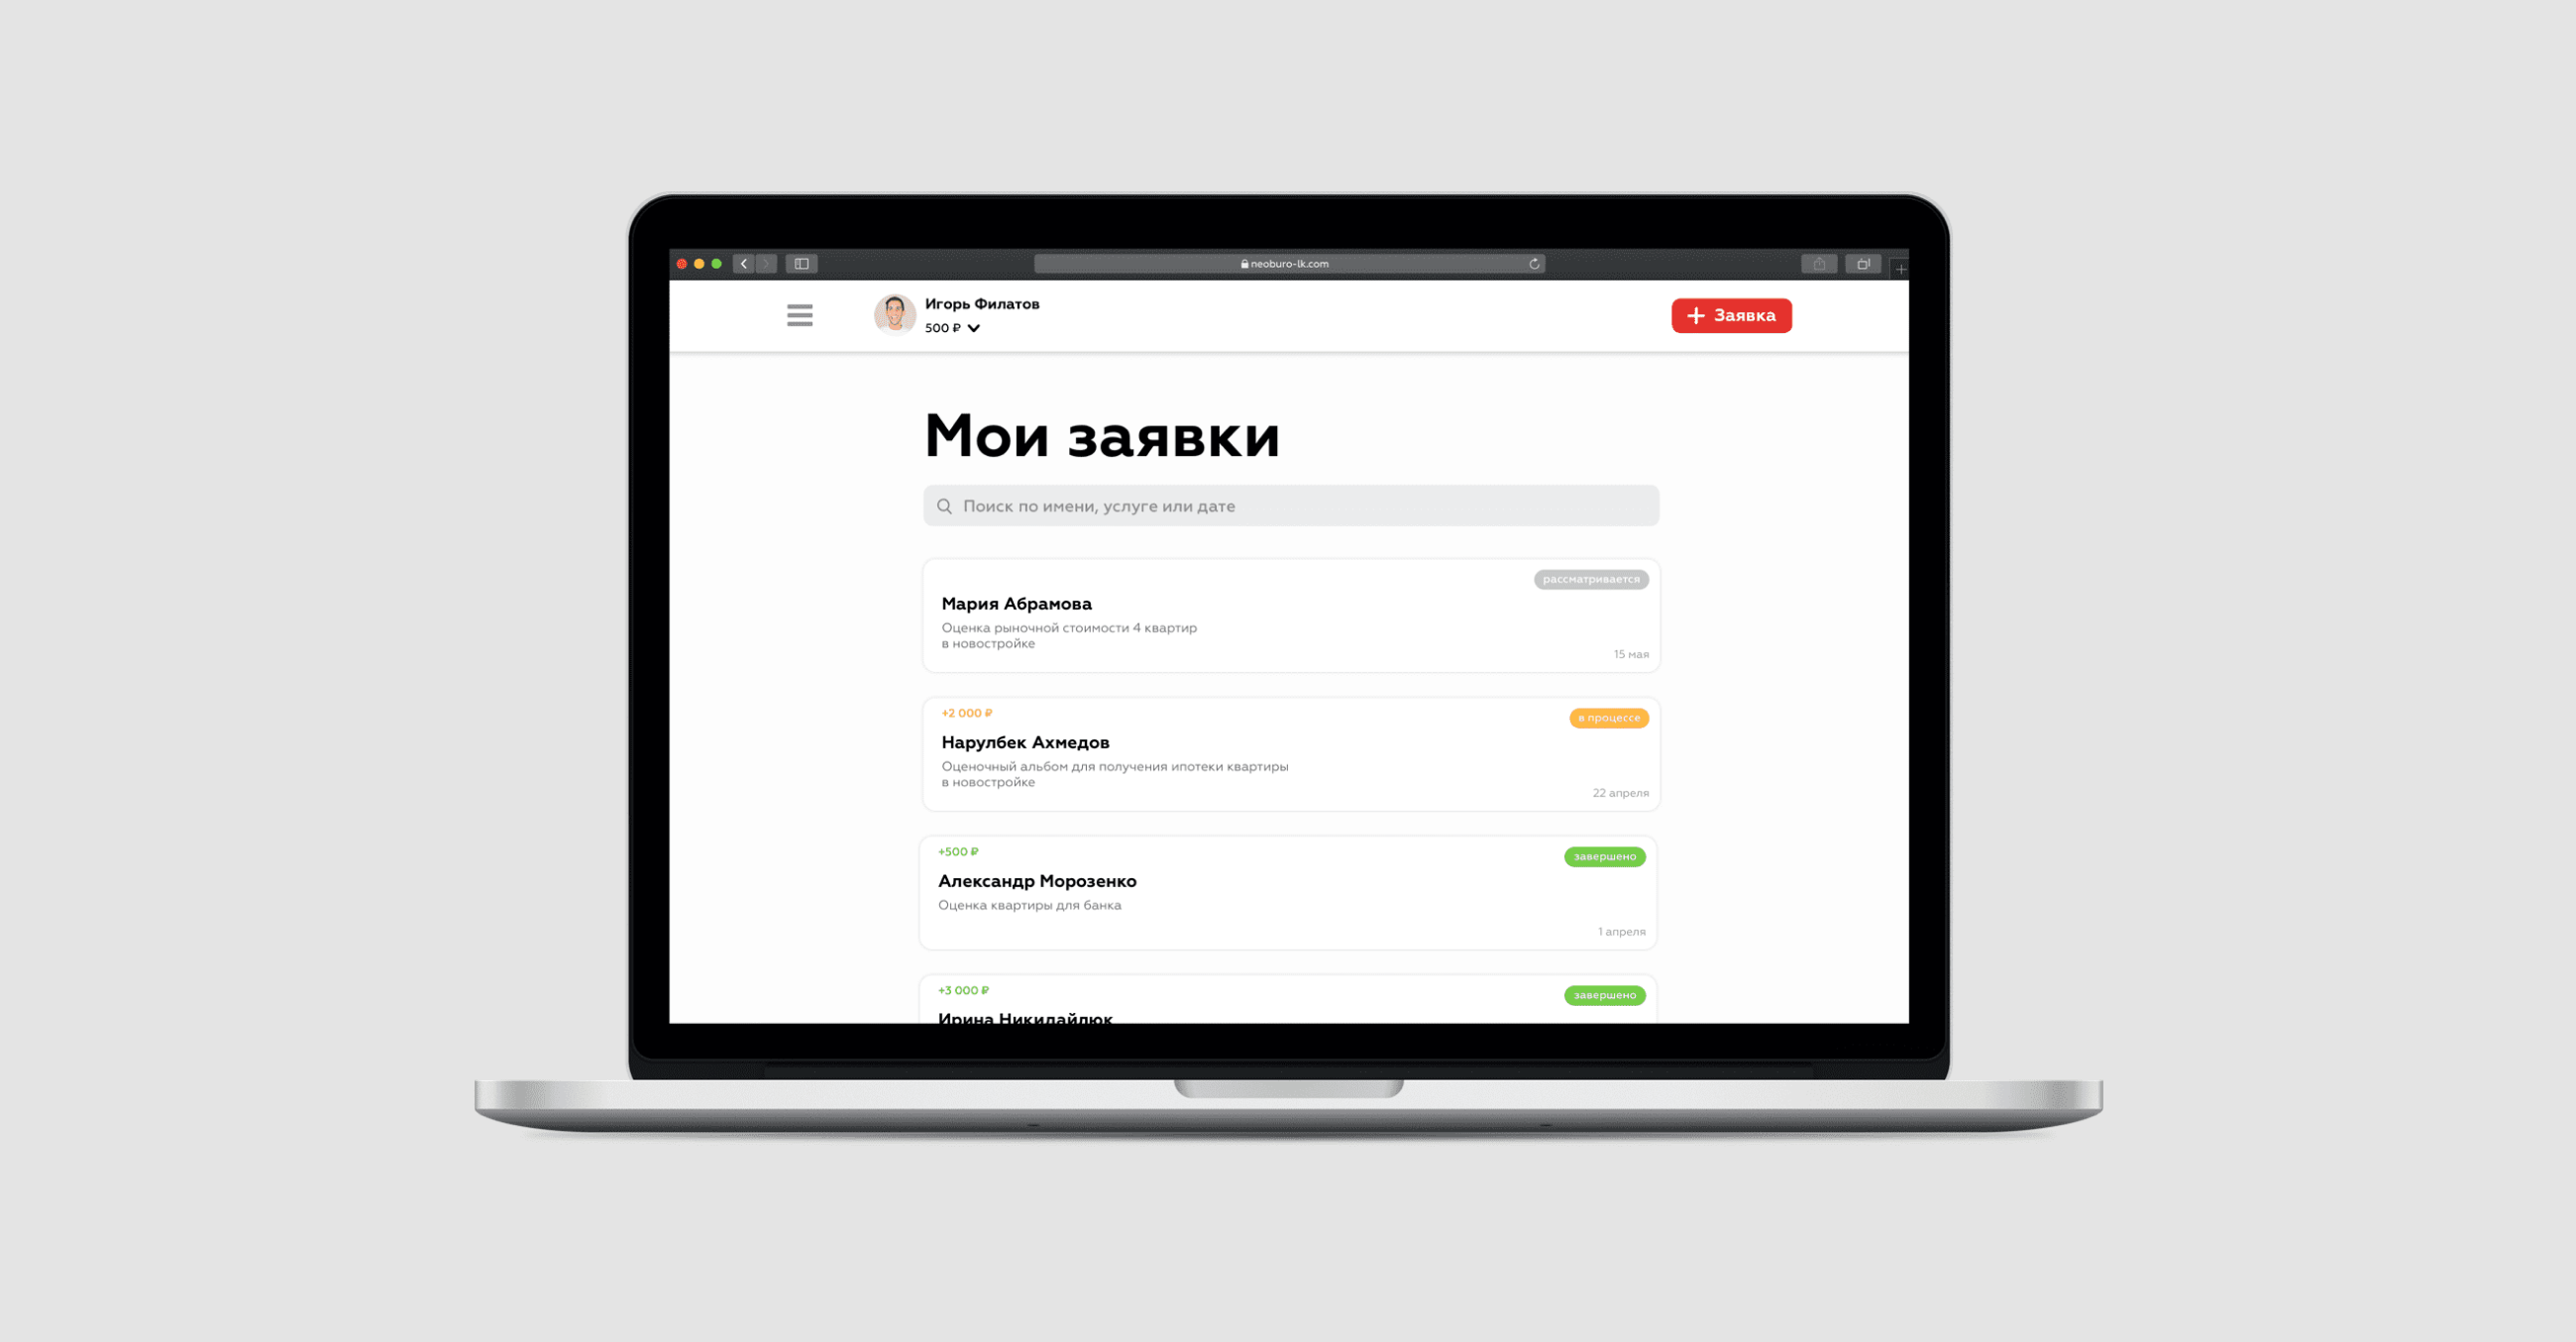 neoburo-lk.com
Игорь Филатов
500 ₽
Заявка
Мои заявки
Поиск по имени, услуге или дате
рассматривается
Мария Абрамова
Оценка рыночной стоимости 4 квартир
в новостройке
15 мая
+2 000 ₽
в процессе
Нарулбек Ахмедов
Оценочный альбом для получения ипотеки квартиры
в новостройке
22 апреля
+500 ₽
завершено
Александр Морозенко
Оценка квартиры для банка
1 апреля
+3 000 ₽
завершено
Ирина